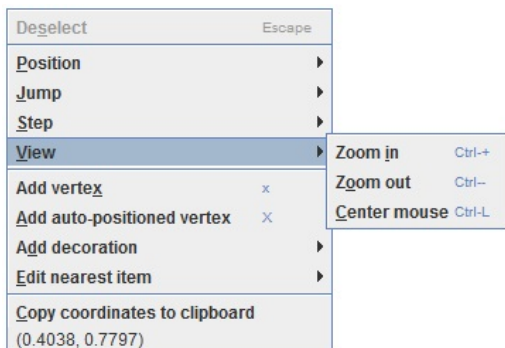 Deselect Escape
Position
Jump
Step
View
Zoom in Ctrl-+
Zoom out Ctrl--
Center mouse Ctrl-L
Add vertex x
Add auto-positioned vertex X
Add decoration
Edit nearest item
Copy coordinates to clipboard
(0.4038, 0.7797)